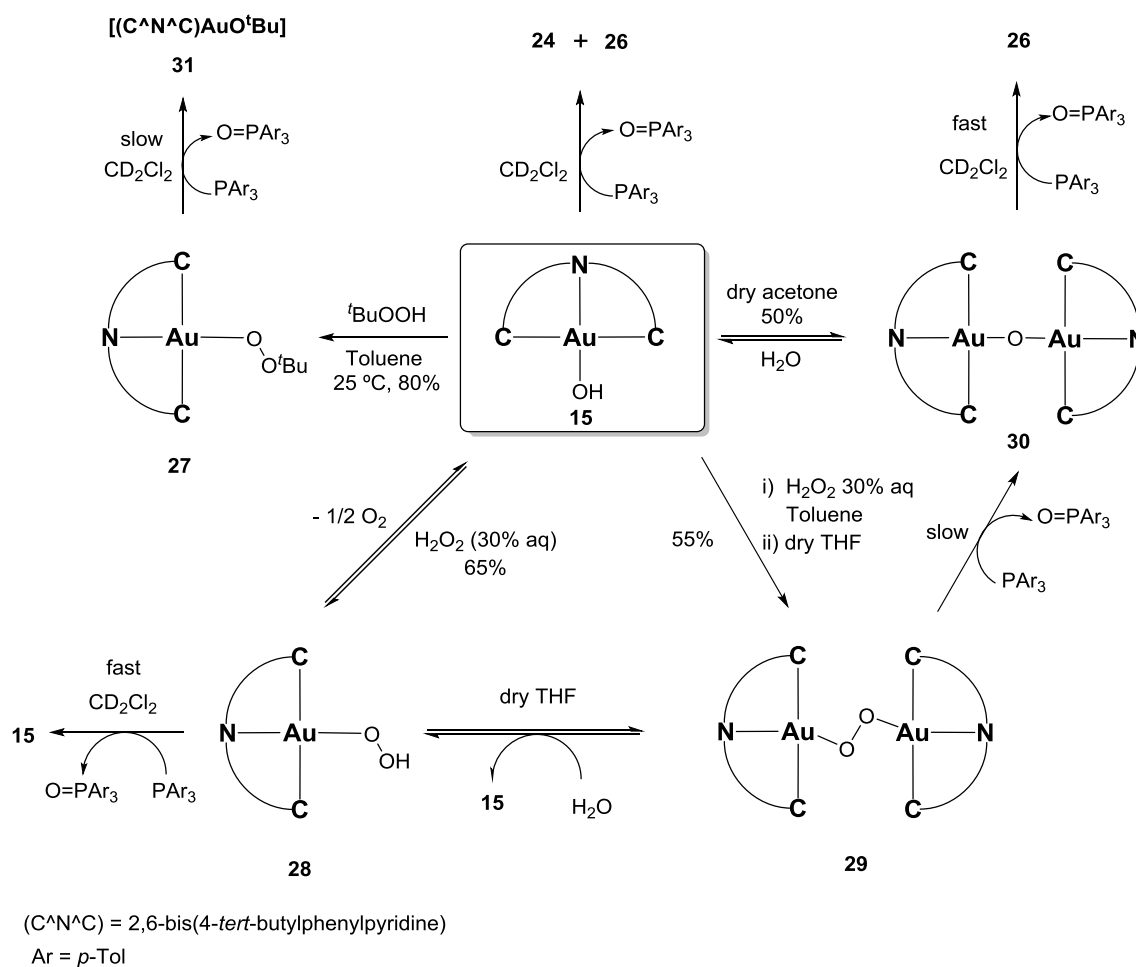 [(C^N^C)AuOᵗBu]
31
24 + 26
26
slow
CD₂Cl₂
O=PAr₃
PAr₃
CD₂Cl₂
O=PAr₃
PAr₃
fast
CD₂Cl₂
O=PAr₃
PAr₃
C
N
Au
O
OᵗBu
C
27
ᵗBuOOH
Toluene
25 ºC, 80%
N
C
Au
C
OH
15
dry acetone
50%
H₂O
C
N
Au
O
Au
N
C
C
C
30
- 1/2 O₂
H₂O₂ (30% aq)
65%
55%
i) H₂O₂ 30% aq
Toluene
ii) dry THF
slow
O=PAr₃
PAr₃
15
fast
CD₂Cl₂
O=PAr₃
PAr₃
C
N
Au
O
OH
C
28
dry THF
15
H₂O
C
C
N
Au
O
O
Au
N
C
C
29
(C^N^C) = 2,6-bis(4-tert-butylphenylpyridine)
Ar = p-Tol